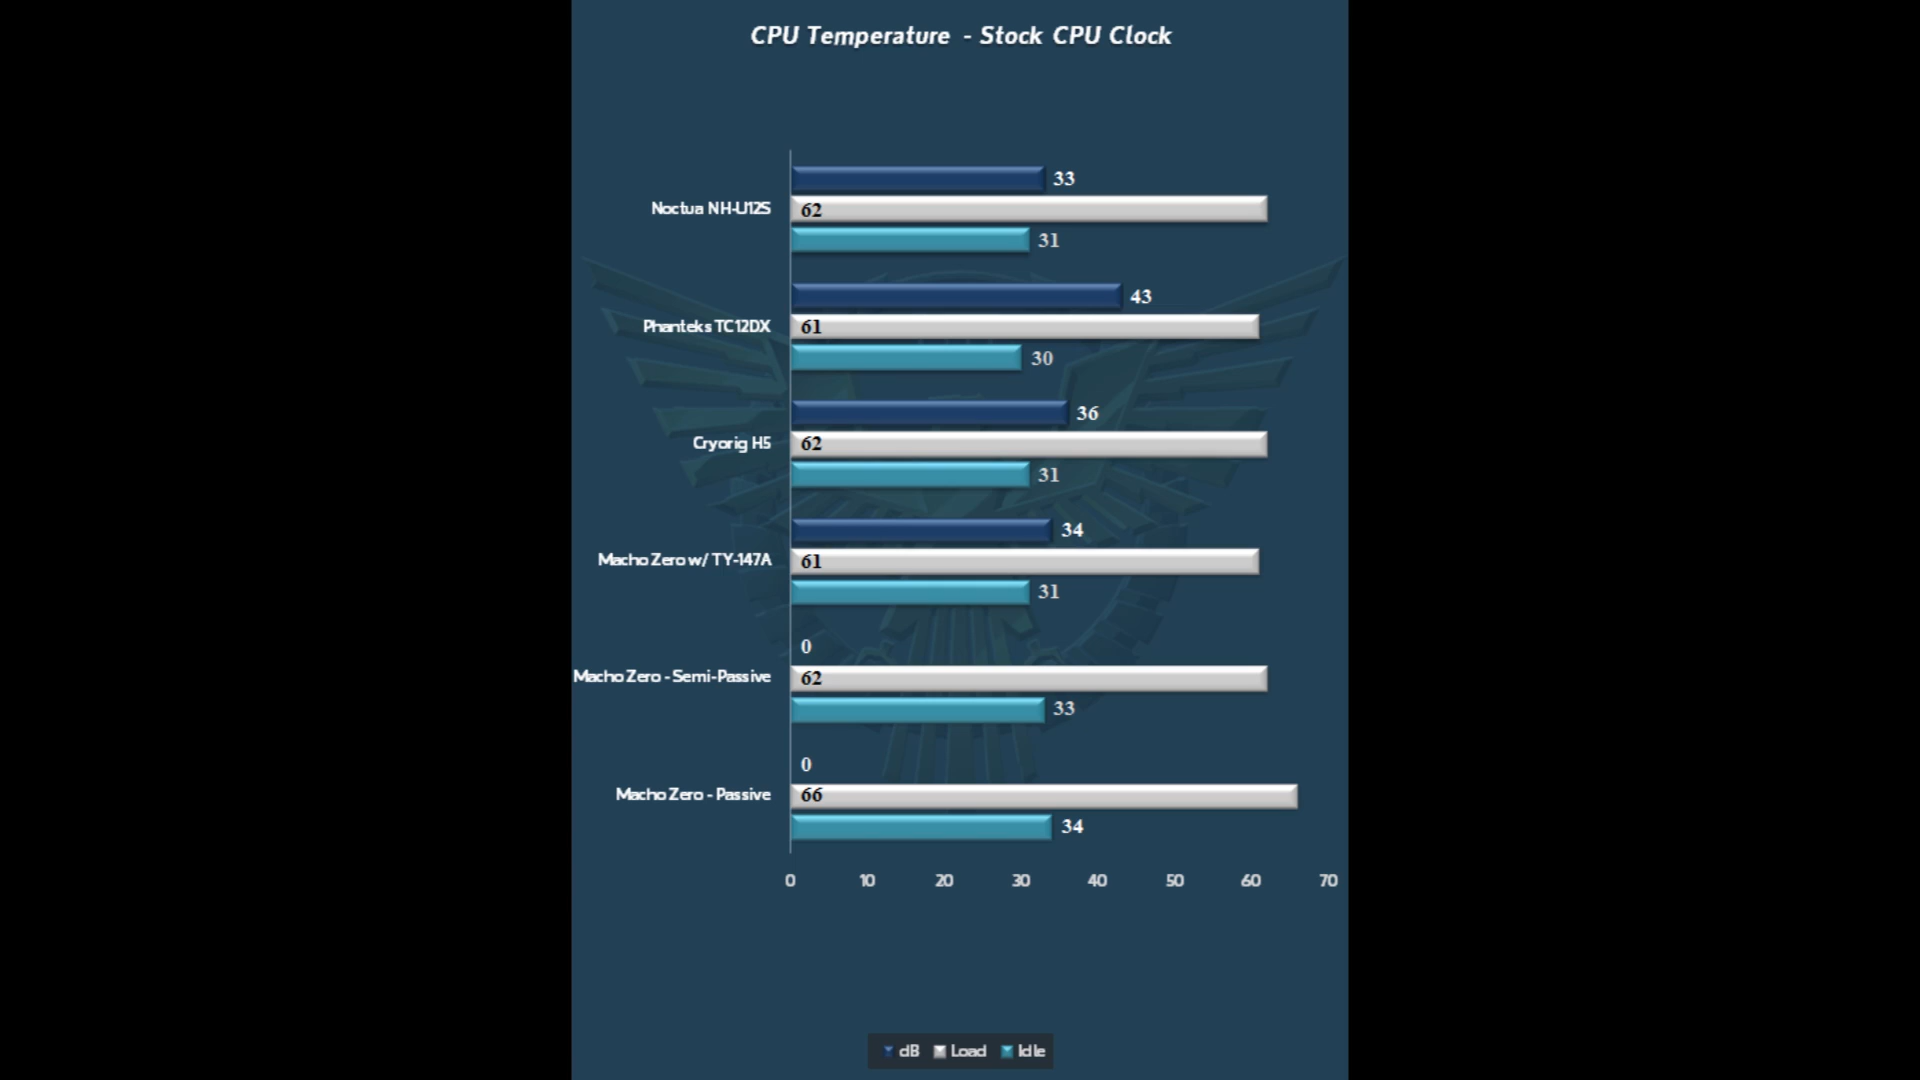 CPU Temperature - Stock CPU Clock
33
Noctua NH-U12S
62
31
43
Phanteks TC12DX
61
30
36
Cryorig H5
62
31
34
Macho Zero w/ TY-147A
61
31
0
Macho Zero - Semi-Passive
62
33
0
Macho Zero - Passive
66
34
0 10 20 30 40 50 60 70
dB Load Idle